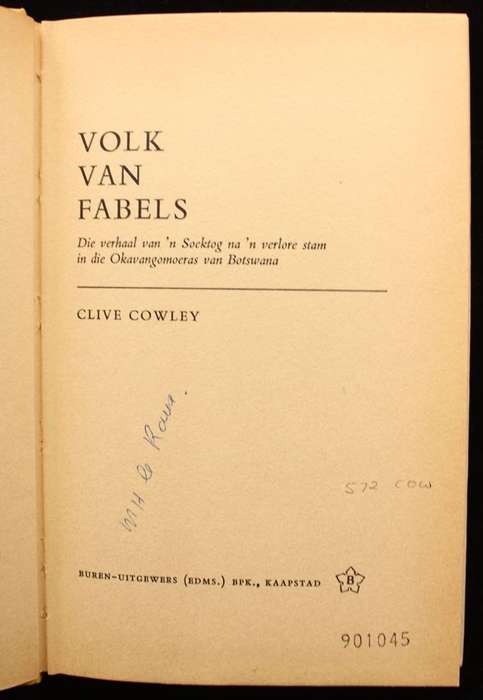 VOLK
VAN
FABELS
Die verhaal van 'n Soektog na 'n verlore stam
in die Okavangomoeras van Botswana
CLIVE COWLEY
572 COW
BUREN-UITGEWERS (EDMS.) BPK., KAAPSTAD B
901045